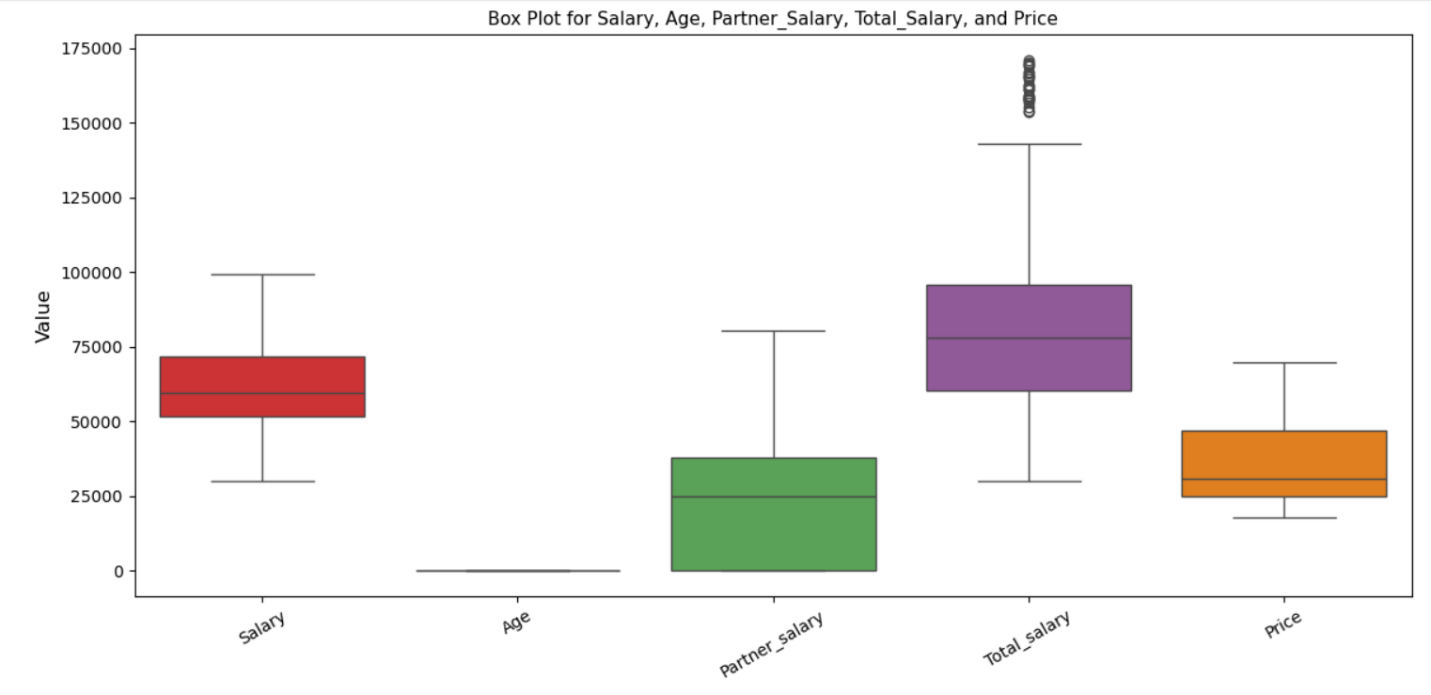 Box Plot for Salary, Age, Partner_Salary, Total_Salary, and Price
175000
150000
125000
100000
75000
50000
25000
0
Value
Salary
Age
Partner_salary
Total_salary
Price